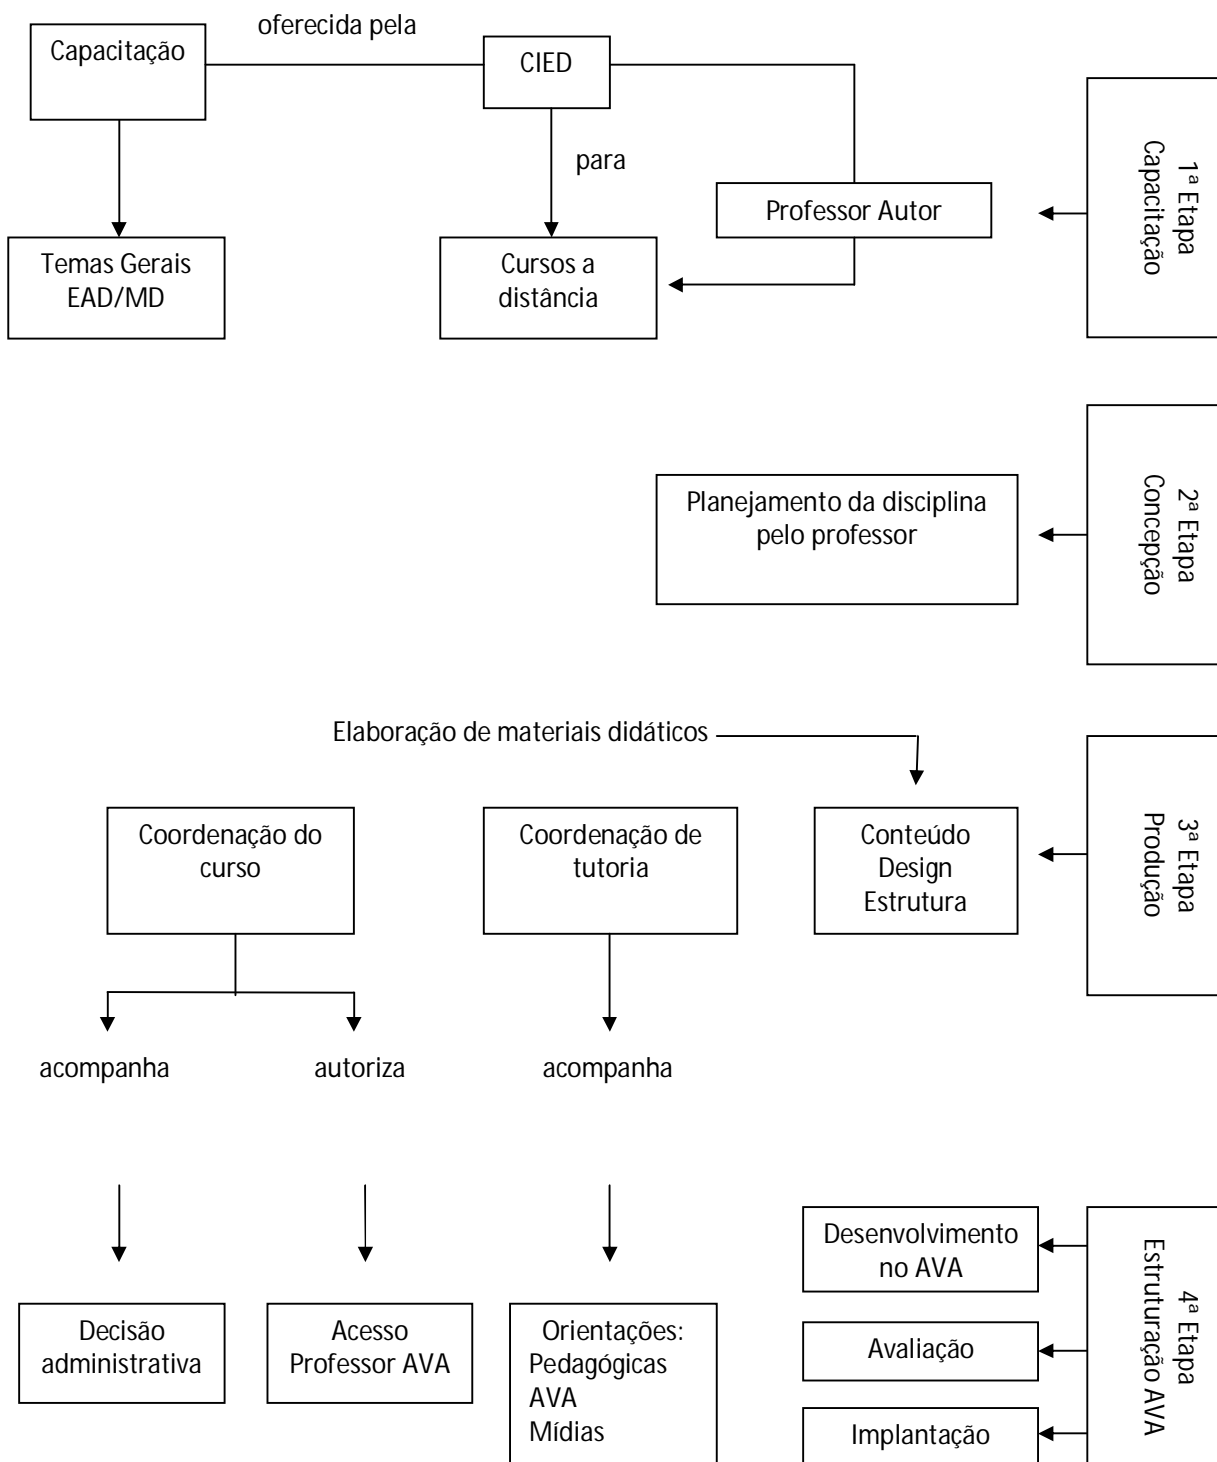 oferecida pela
Capacitação
CIED
para
Professor Autor
Temas Gerais
EAD/MD
Cursos a
distância
1ª Etapa
Capacitação
Planejamento da disciplina
pelo professor
2ª Etapa
Concepção
Elaboração de materiais didáticos
Coordenação do
curso
Coordenação de
tutoria
Conteúdo
Design
Estrutura
3ª Etapa
Produção
acompanha
autoriza
acompanha
Decisão
administrativa
Acesso
Professor AVA
Orientações:
Pedagógicas
AVA
Mídias
Desenvolvimento
no AVA
Avaliação
Implantação
4ª Etapa
Estruturação AVA